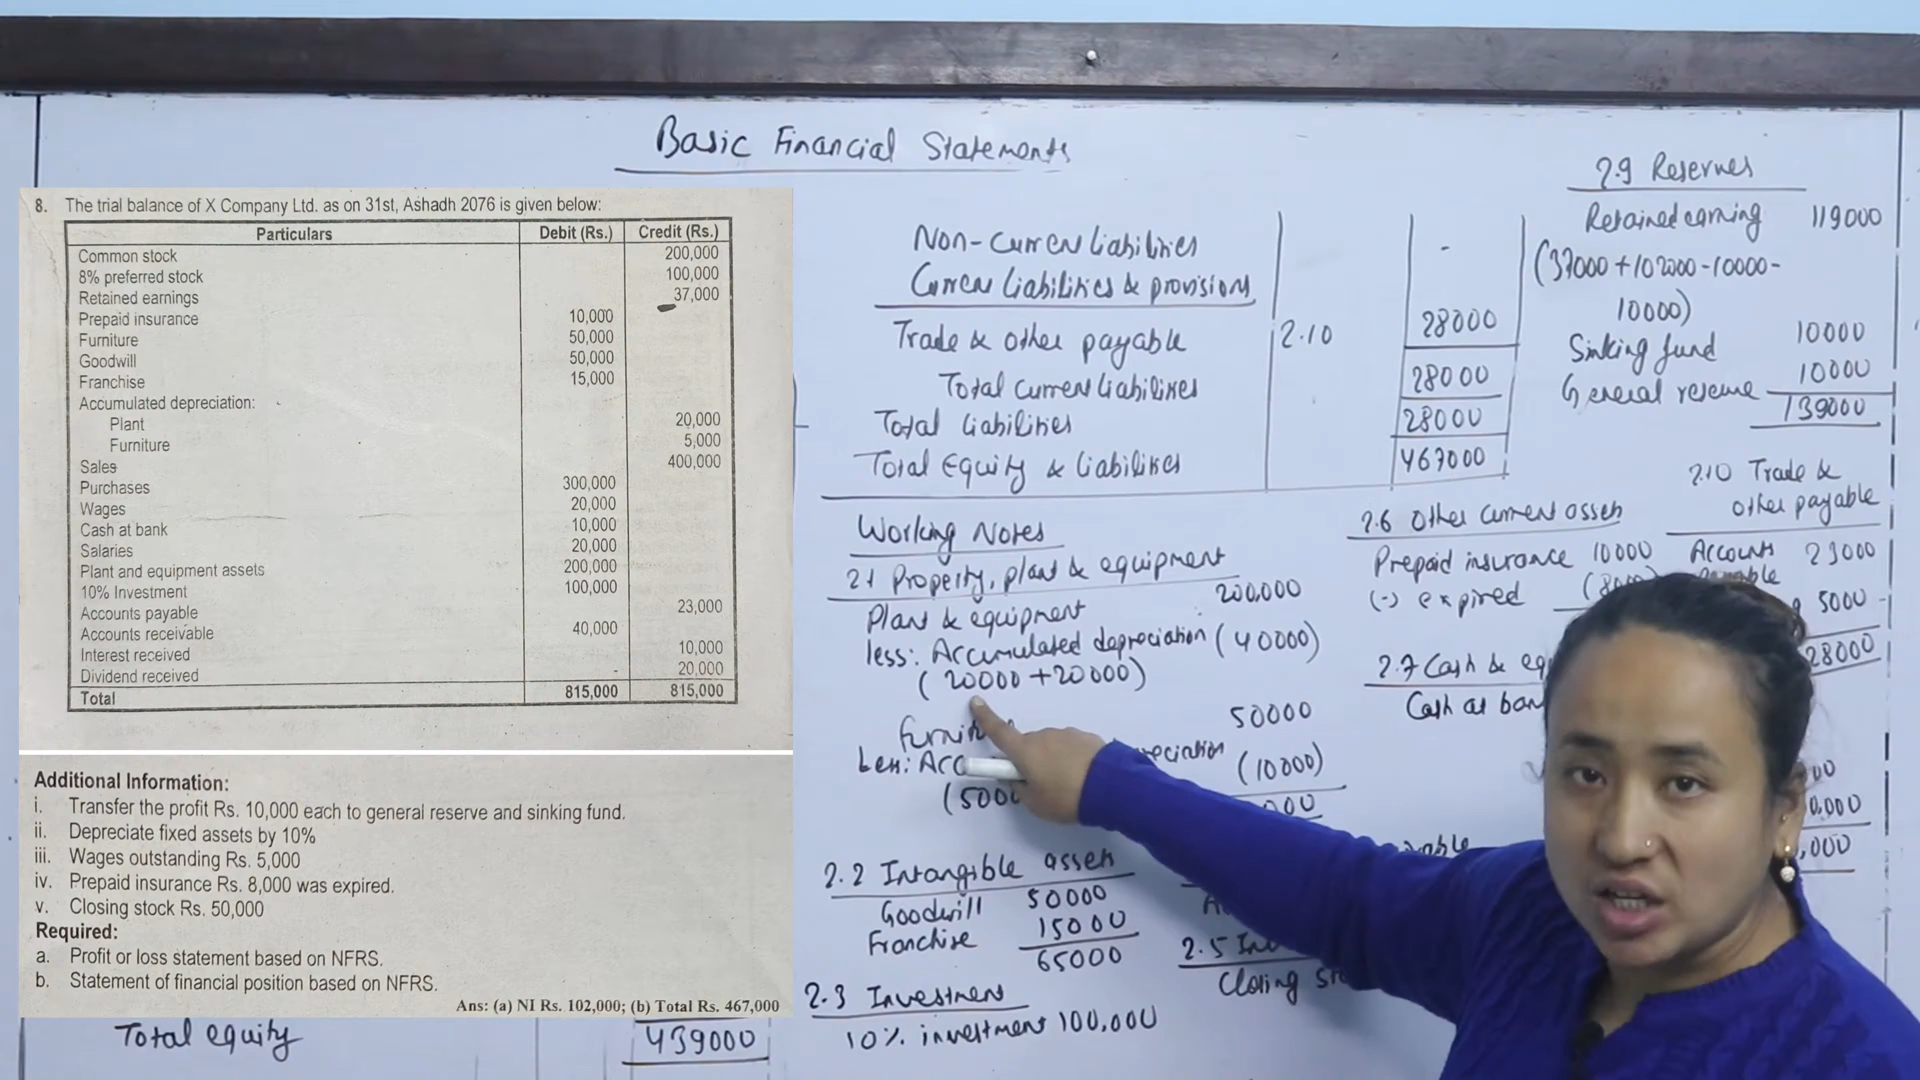 Basic Financial Statements
8. The trial balance of X Company Ltd. as on 31st, Ashadh 2076 is given below:
Particulars Debit (Rs.) Credit (Rs.)
Common stock 200,000
8% preferred stock 100,000
Retained earnings 37,000
Prepaid insurance 10,000
Furniture 50,000
Goodwill 50,000
Franchise 15,000
Accumulated depreciation:
Plant 20,000
Furniture 5,000
Sales 400,000
Purchases 300,000
Wages 20,000
Cash at bank 10,000
Salaries 20,000
Plant and equipment assets 200,000
10% Investment 100,000
Accounts payable 23,000
Accounts receivable 40,000
Interest received 10,000
Dividend received - 20,000
Total 815,000 815,000
Additional Information:
i. Transfer the profit Rs. 10,000 each to general reserve and sinking fund.
ii. Depreciate fixed assets by 10%
iii. Wages outstanding Rs. 5,000
iv. Prepaid insurance Rs. 8,000 was expired.
v. Closing stock Rs. 50,000
Required:
a. Profit or loss statement based on NFRS.
b. Statement of financial position based on NFRS.
Ans: (a) NI Rs. 102,000; (b) Total Rs. 467,000
Total equity 439000
Non-current liabilities -
Current liabilities & provisions
Trade & other payable 2.10 28000
Total current liabilities 28000
Total liabilities 28000
Total Equity & liabilities 467000
Working Notes
2.1 Property, plant & equipment
Plant & equipment 200,000
less: Accumulated depreciation (40000)
(20000+20000)
50000
Less: (10000)
2.2 Intangible assets
Goodwill 50000
Franchise 15000
65000
2.3 Investment
10% investment 100,000
2.6 Other current assets
Prepaid insurance 10000
(-) expired
2.7 Cash &
Cash at
Closing
2.9 Reserves
Retained earning 119000
(37000+102000-10000-
10000)
Sinking fund 10000
General reserve 10000
139000
2.10 Trade &
other payable
Accounts 23000
5000
28000